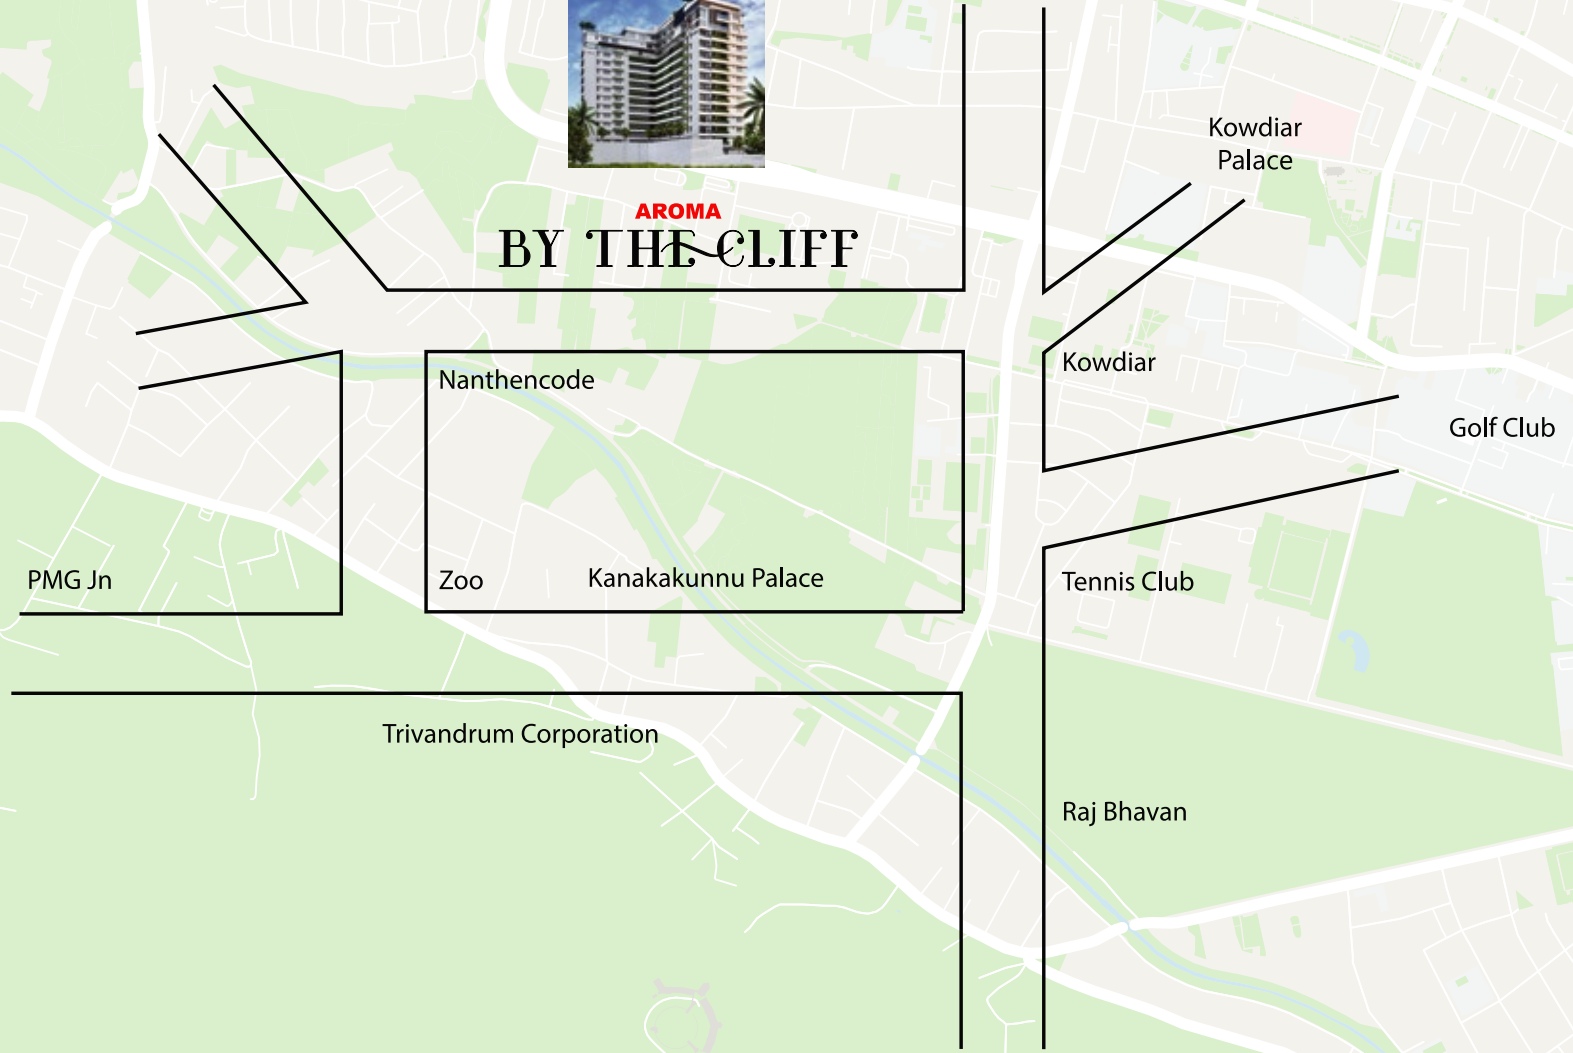 Kowdiar
Palace
AROMA
BY THE CLIFF
Kowdiar
Nanthencode
Golf Club
PMG Jn
Zoo
Kanakakunnu Palace
Tennis Club
Trivandrum Corporation
Raj Bhavan